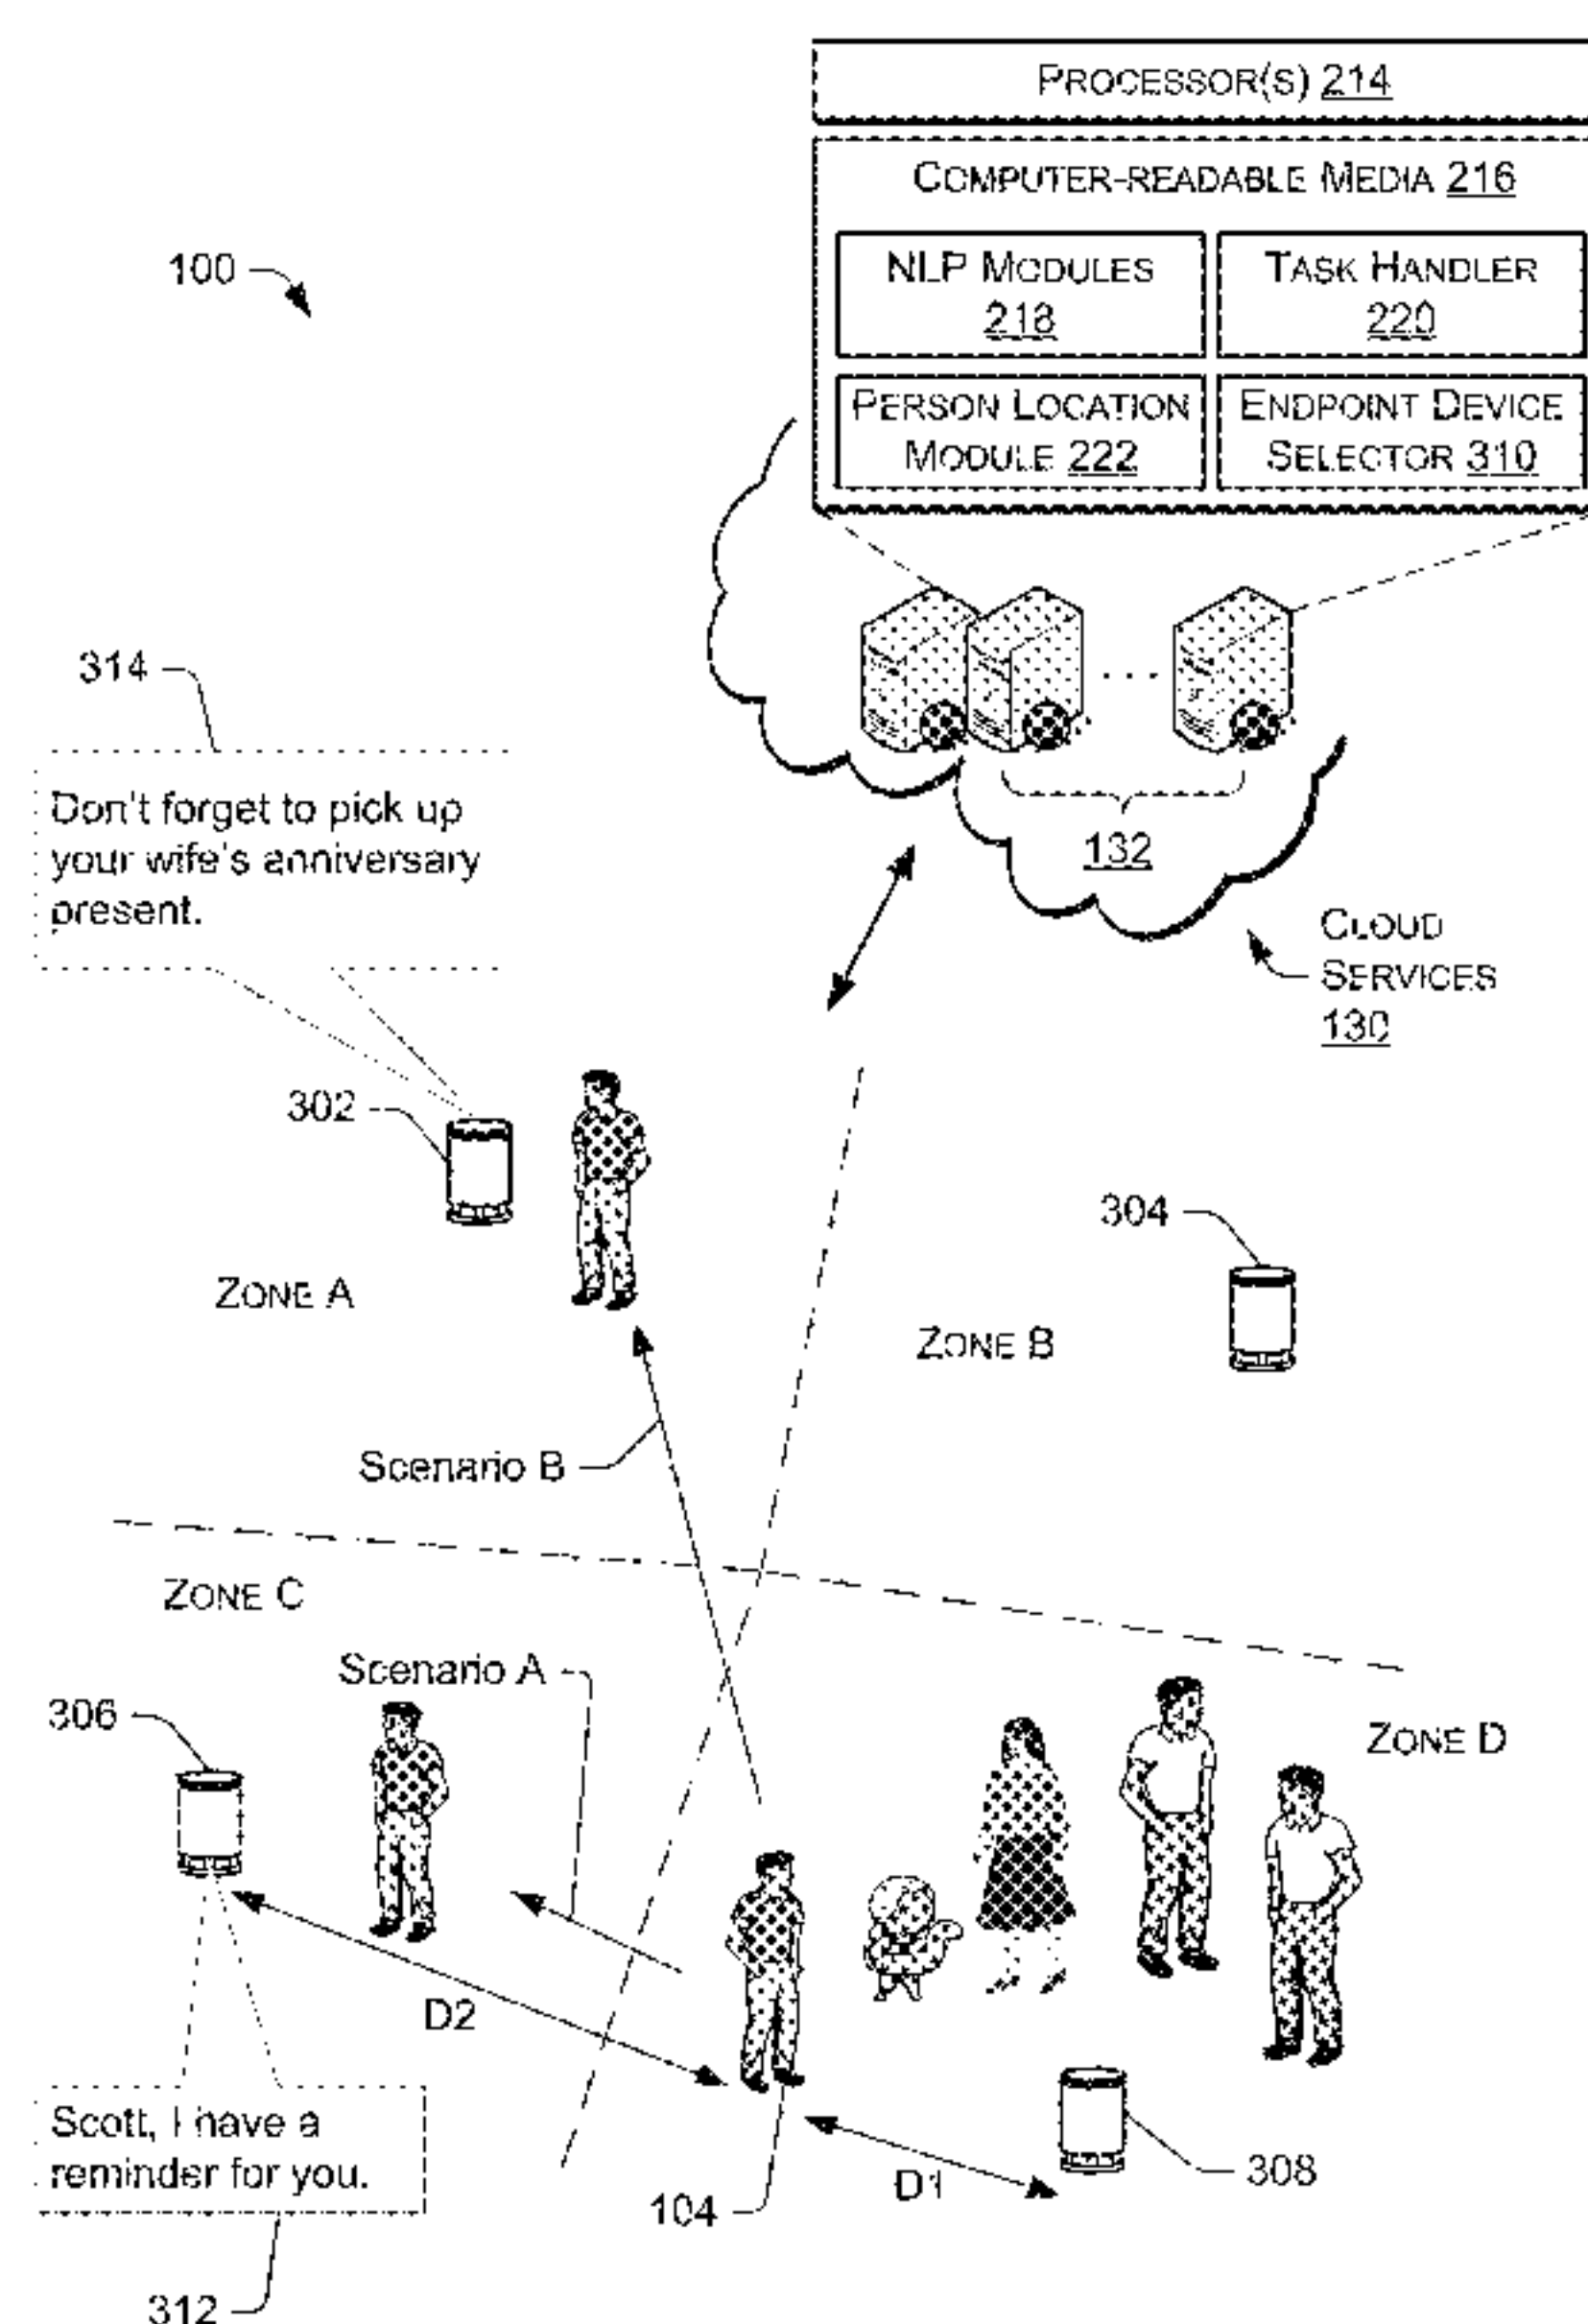 PROCESSOR(S) 214
COMPUTER-READABLE MEDIA 216
NLP MODULES
218
TASK HANDLER
220
PERSON LOCATION
MODULE 222
ENDPOINT DEVICE
SELECTOR 310
100
314
Don't forget to pick up
your wife's anniversary
present.
132
CLOUD
SERVICES
130
302
304
ZONE A
ZONE B
Scenario B
ZONE C
Scenario A
306
ZONE D
D2
Scott, I have a
reminder for you.
D1
308
104
312